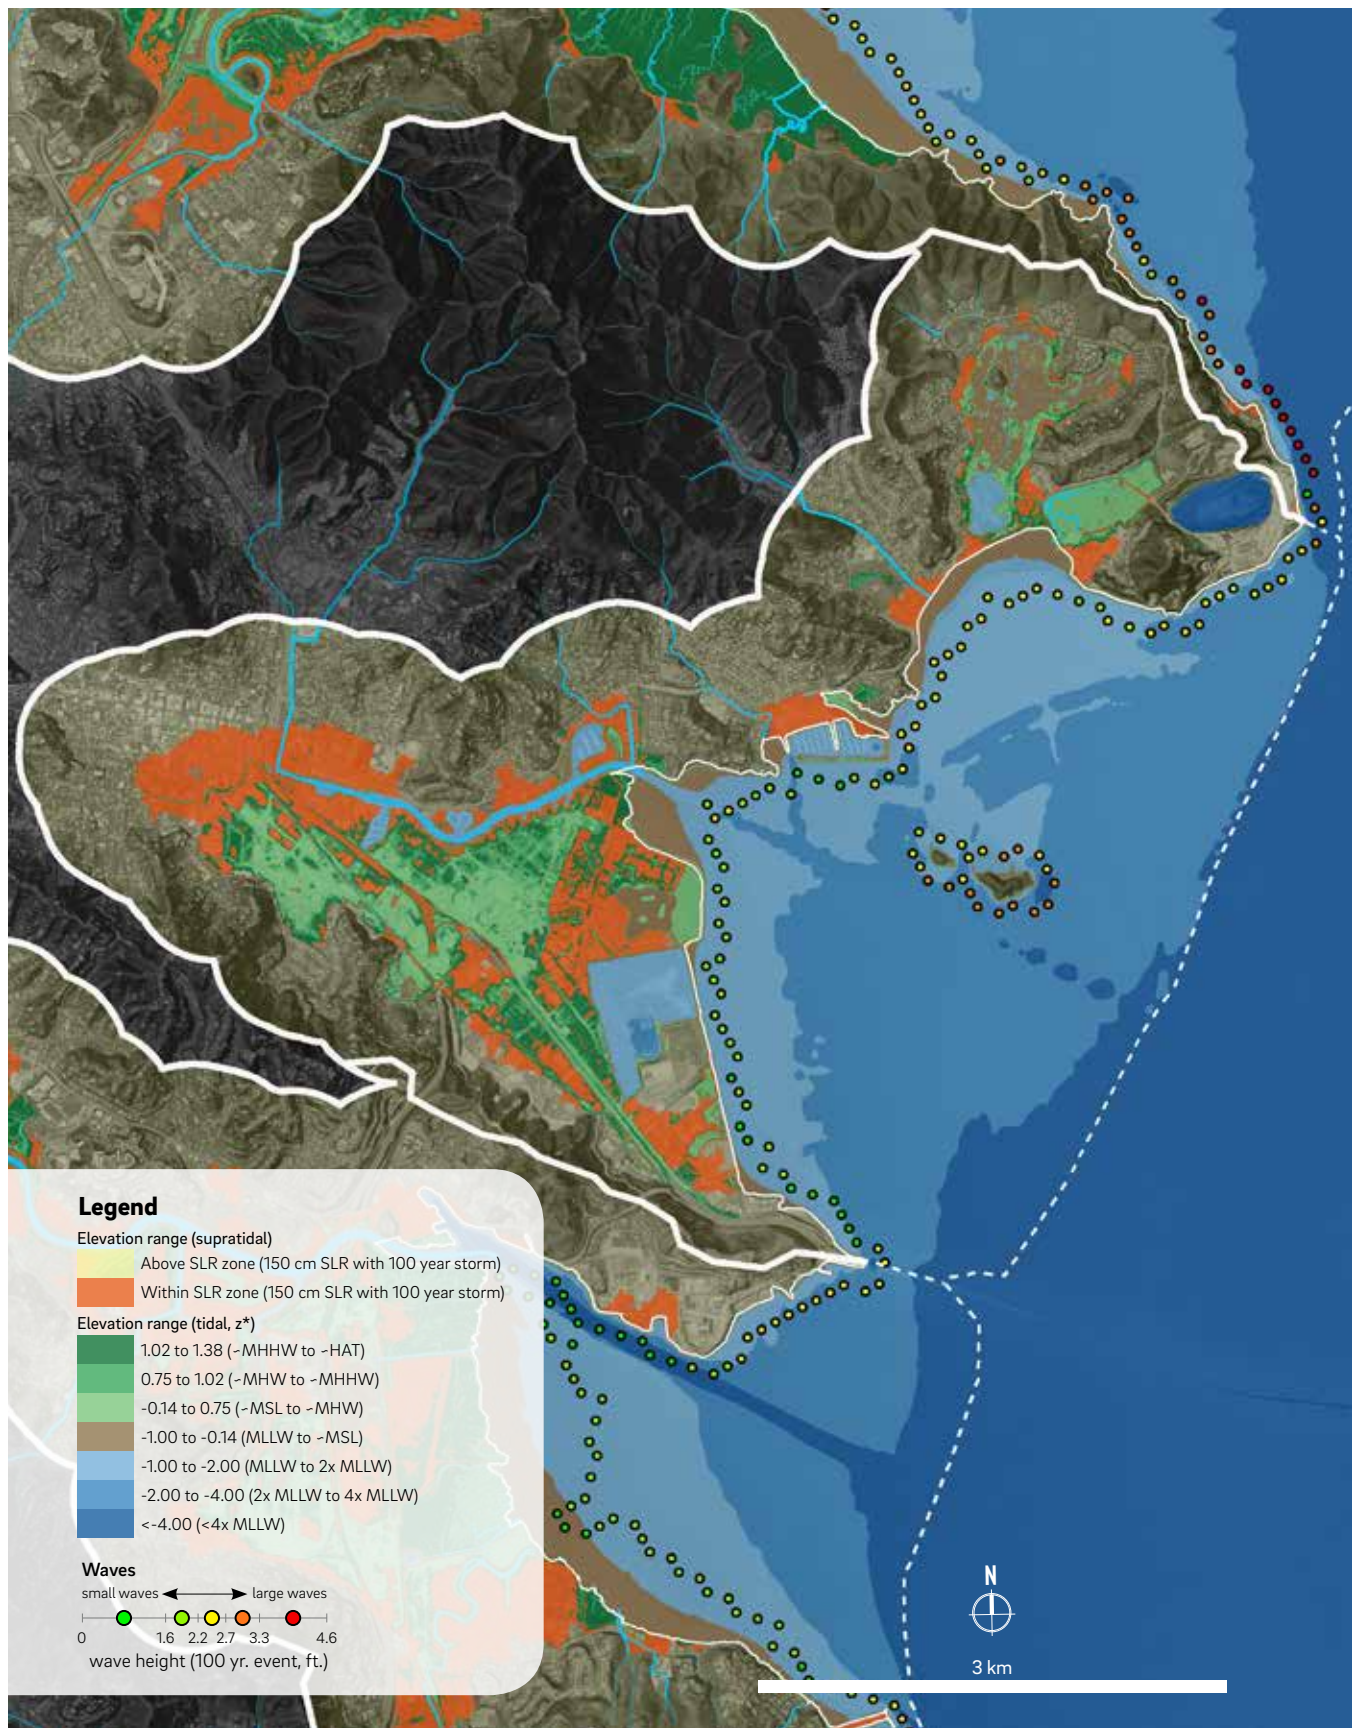 Legend
Elevation range (supratidal)
Above SLR zone (150 cm SLR with 100 year storm)
Within SLR zone (150 cm SLR with 100 year storm)
Elevation range (tidal, z*)
1.02 to 1.38 (~MHHW to ~HAT)
0.75 to 1.02 (~MHW to ~MHHW)
-0.14 to 0.75 (~MSL to ~MHW)
-1.00 to -0.14 (MLLW to ~MSL)
-1.00 to -2.00 (MLLW to 2x MLLW)
-2.00 to -4.00 (2x MLLW to 4x MLLW)
<-4.00 (<4x MLLW)
Waves
small waves large waves
0 1.6 2.2 2.7 3.3 4.6
wave height (100 yr. event, ft.)
N
3 km